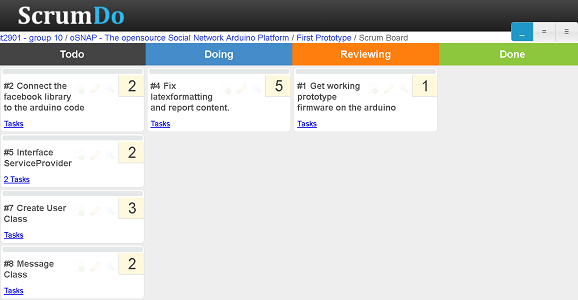 ScrumDo
it2901 - group 10 / oSNAP - The opensource Social Network Arduino Platform / First Prototype / Scrum Board
Todo
Doing
Reviewing
Done
#2 Connect the
facebook library
to the arduino code
2
Tasks
#5 Interface
ServiceProvider
2
2 Tasks
#7 Create User
Class
3
Tasks
#8 Message
Class
2
Tasks
#4 Fix
latexformatting
and report content.
5
Tasks
#1 Get working
prototype
firmware on the arduino
1
Tasks